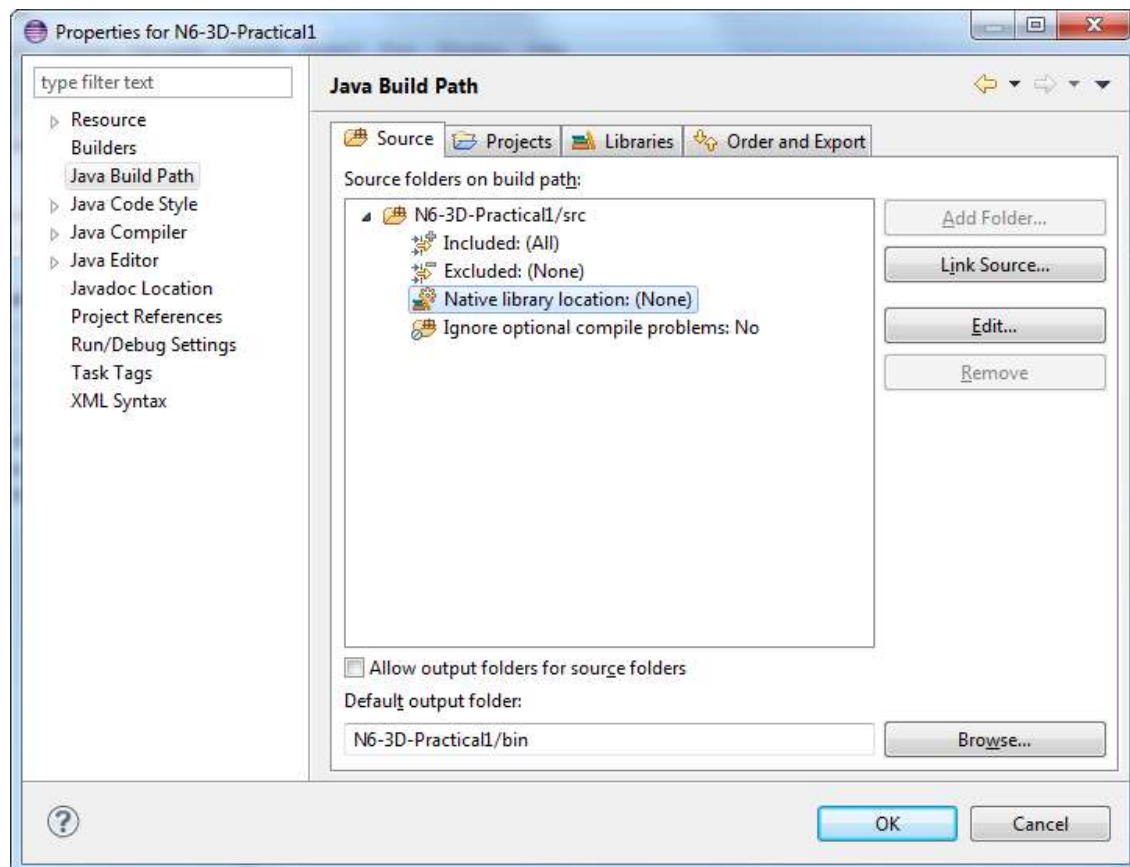 Properties for N6-3D-Practical1
type filter text
Resource
Builders
Java Build Path
Java Code Style
Java Compiler
Java Editor
Javadoc Location
Project References
Run/Debug Settings
Task Tags
XML Syntax
Java Build Path
Source Projects Libraries Order and Export
Source folders on build path:
N6-3D-Practical1/src
Included: (All)
Excluded: (None)
Native library location: (None)
Ignore optional compile problems: No
Add Folder...
Link Source...
Edit...
Remove
Allow output folders for source folders
Default output folder:
N6-3D-Practical1/bin
Browse...
?
OK
Cancel